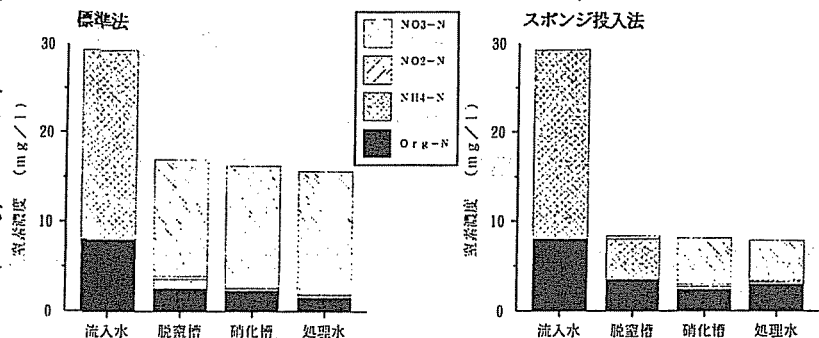 標準法
30
20
10
0
窒素濃度 (mg/l)
流入水 脱窒槽 硝化槽 処理水
NO3-N
NO2-N
NH4-N
Org-N
スポンジ投入法
30
20
10
0
窒素濃度 (mg/l)
流入水 脱窒槽 硝化槽 処理水